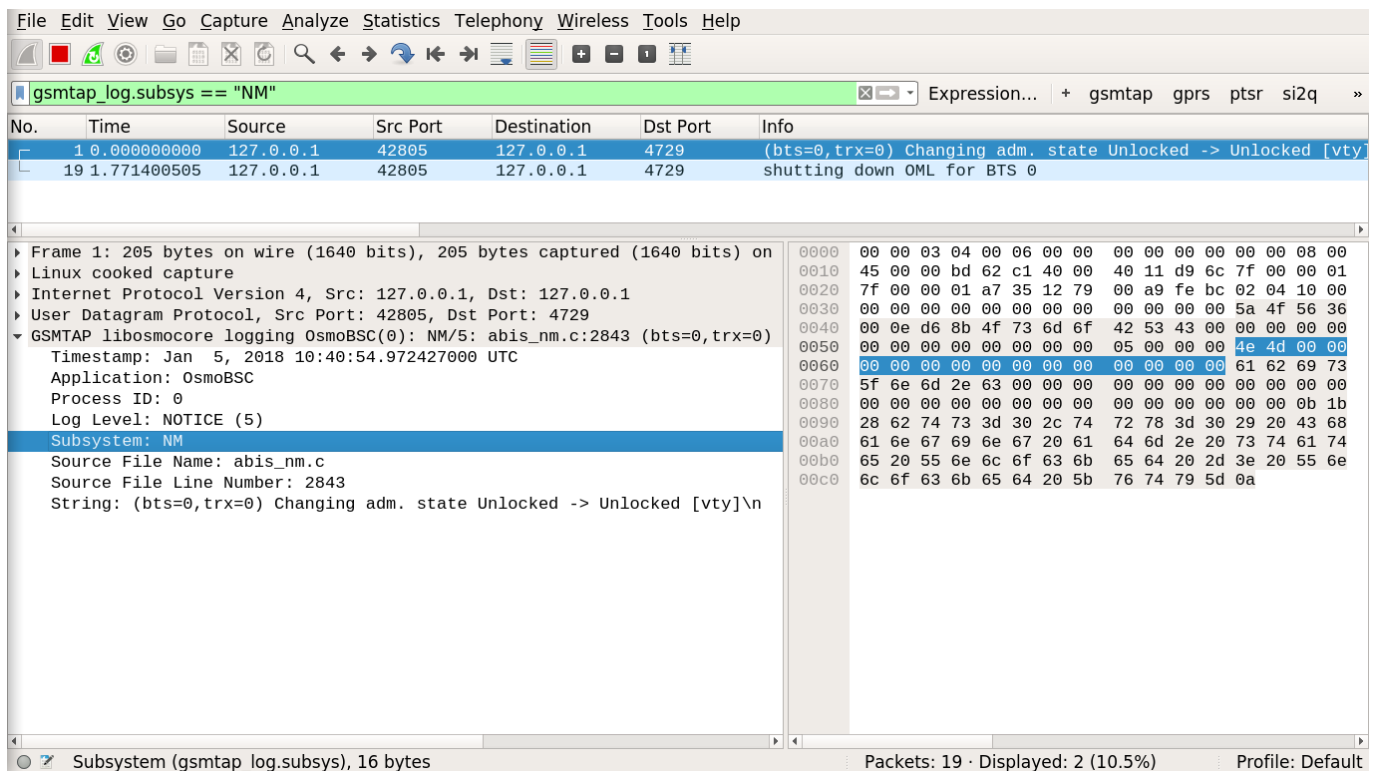 File Edit View Go Capture Analyze Statistics Telephony Wireless Tools Help
gsmtap_log.subsys == "NM" Expression... + gsmtap gprs ptsr si2q »
No. Time Source Src Port Destination Dst Port Info
1 0.000000000 127.0.0.1 42805 127.0.0.1 4729 (bts=0,trx=0) Changing adm. state Unlocked -> Unlocked [vty]
19 1.771400505 127.0.0.1 42805 127.0.0.1 4729 shutting down OML for BTS 0
Frame 1: 205 bytes on wire (1640 bits), 205 bytes captured (1640 bits) on
Linux cooked capture
Internet Protocol Version 4, Src: 127.0.0.1, Dst: 127.0.0.1
User Datagram Protocol, Src Port: 42805, Dst Port: 4729
GSMTAP libosmocore logging OsmoBSC(0): NM/5: abis_nm.c:2843 (bts=0,trx=0)
Timestamp: Jan  5, 2018 10:40:54.972427000 UTC
Application: OsmoBSC
Process ID: 0
Log Level: NOTICE (5)
Subsystem: NM
Source File Name: abis_nm.c
Source File Line Number: 2843
String: (bts=0,trx=0) Changing adm. state Unlocked -> Unlocked [vty]\n
0000 00 00 03 04 00 06 00 00 00 00 00 00 00 00 08 00
0010 45 00 00 bd 62 c1 40 00 40 11 d9 6c 7f 00 00 01
0020 7f 00 00 01 a7 35 12 79 00 a9 fe bc 02 04 10 00
0030 00 00 00 00 00 00 00 00 00 00 00 00 5a 4f 56 36
0040 00 0e d6 8b 4f 73 6d 6f 42 53 43 00 00 00 00 00
0050 00 00 00 00 00 00 00 00 05 00 00 00 4e 4d 00 00
0060 00 00 00 00 00 00 00 00 00 00 00 00 61 62 69 73
0070 5f 6e 6d 2e 63 00 00 00 00 00 00 00 00 00 00 00
0080 00 00 00 00 00 00 00 00 00 00 00 00 00 00 0b 1b
0090 28 62 74 73 3d 30 2c 74 72 78 3d 30 29 20 43 68
00a0 61 6e 67 69 6e 67 20 61 64 6d 2e 20 73 74 61 74
00b0 65 20 55 6e 6c 6f 63 6b 65 64 20 2d 3e 20 55 6e
00c0 6c 6f 63 6b 65 64 20 5b 76 74 79 5d 0a
Subsystem (gsmtap_log.subsys), 16 bytes Packets: 19 · Displayed: 2 (10.5%) Profile: Default